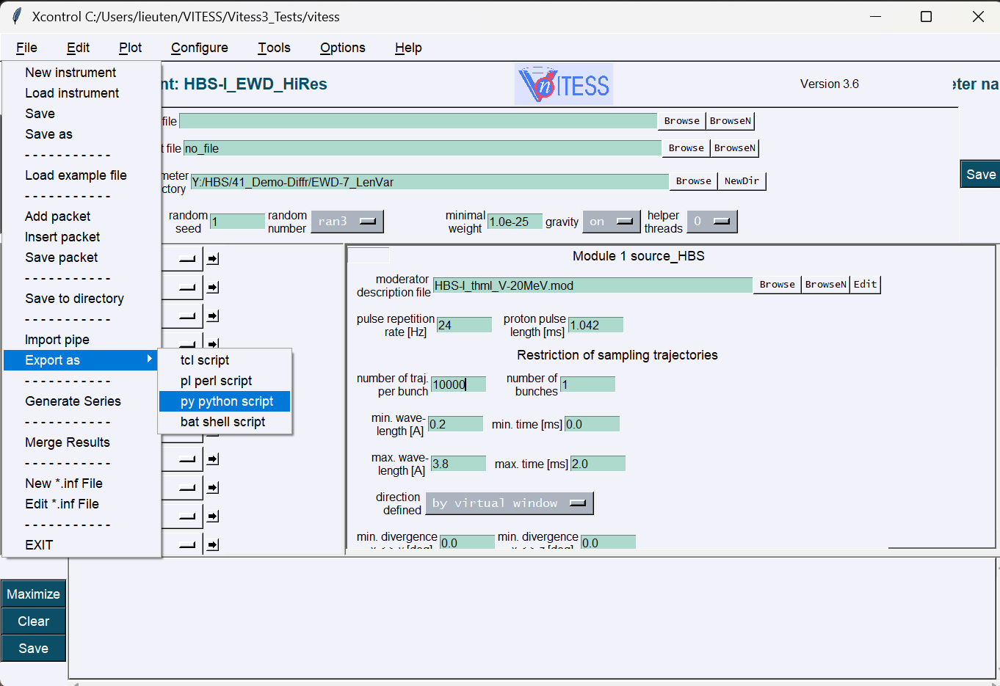 Xcontrol C:/Users/lieuten/VITESS/Vitess3_Tests/vitess
File Edit Plot Configure Tools Options Help
New instrument
Load instrument
Save
Save as
- - - - - - - - - - -
Load example file
- - - - - - - - - - -
Add packet
Insert packet
Save packet
- - - - - - - - - - -
Save to directory
- - - - - - - - - - -
Import pipe
Export as
- - - - - - - - - - -
Generate Series
- - - - - - - - - - -
Merge Results
- - - - - - - - - - -
New *.inf File
Edit *.inf File
- - - - - - - - - - -
EXIT
tcl script
pl perl script
py python script
bat shell script
nt: HBS-I_EWD_HiRes
VnITESS
Version 3.6
eter na
file Browse BrowseN
t file no_file Browse BrowseN
meter
ctory Y:/HBS/41_Demo-Diffr/EWD-7_LenVar Browse NewDir
Save
random seed 1 random number ran3 minimal weight 1.0e-25 gravity on helper threads 0
Module 1 source_HBS
moderator
description file HBS-I_thml_V-20MeV.mod Browse BrowseN Edit
pulse repetition rate [Hz] 24 proton pulse length [ms] 1.042
Restriction of sampling trajectories
number of traj. per bunch 10000 number of bunches 1
min. wave-length [A] 0.2 min. time [ms] 0.0
max. wave-length [A] 3.8 max. time [ms] 2.0
direction defined by virtual window
min. divergence 0.0 min. divergence 0.0
Maximize
Clear
Save